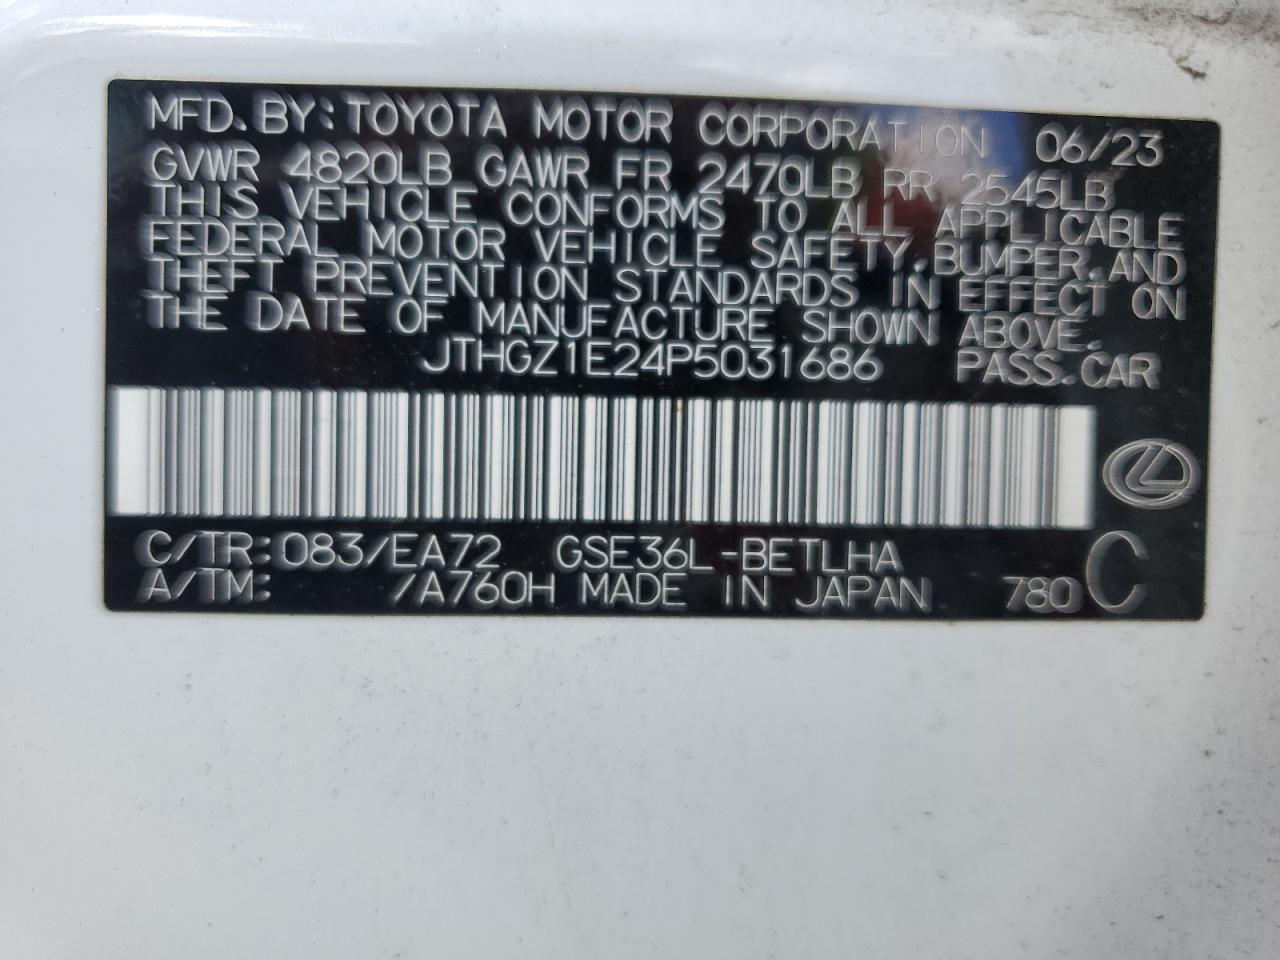 MFD. BY: TOYOTA MOTOR CORPORATION 06/23
GVWR 4820LB GAWR FR 2470LB RR 2545LB
THIS VEHICLE CONFORMS TO ALL APPLICABLE
FEDERAL MOTOR VEHICLE SAFETY, BUMPER, AND
THEFT PREVENTION STANDARDS IN EFFECT ON
THE DATE OF MANUFACTURE SHOWN ABOVE.
JTHGZ1E24P5031686 PASS. CAR
C/TR: 083/EA72 GSE36L-BETLHA C
A/TM: /A760H MADE IN JAPAN 780